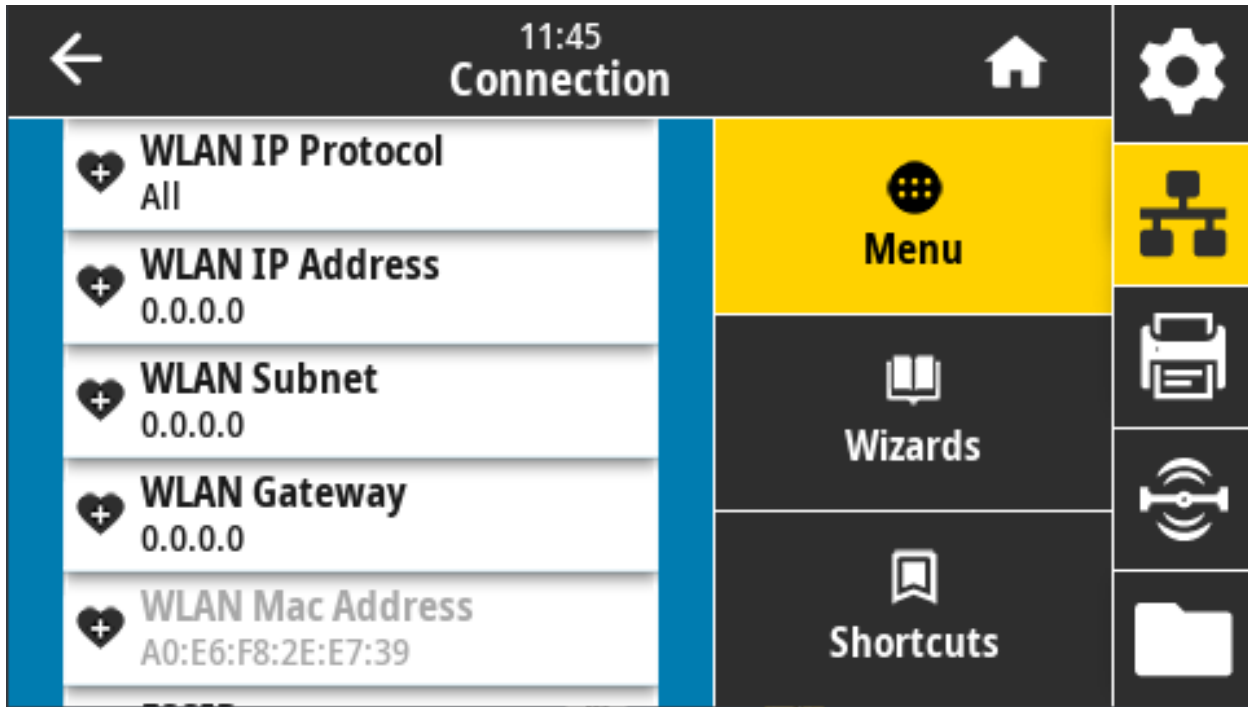 11:45
Connection
WLAN IP Protocol
All
WLAN IP Address
0.0.0.0
WLAN Subnet
0.0.0.0
WLAN Gateway
0.0.0.0
WLAN Mac Address
A0:E6:F8:2E:E7:39
Menu
Wizards
Shortcuts